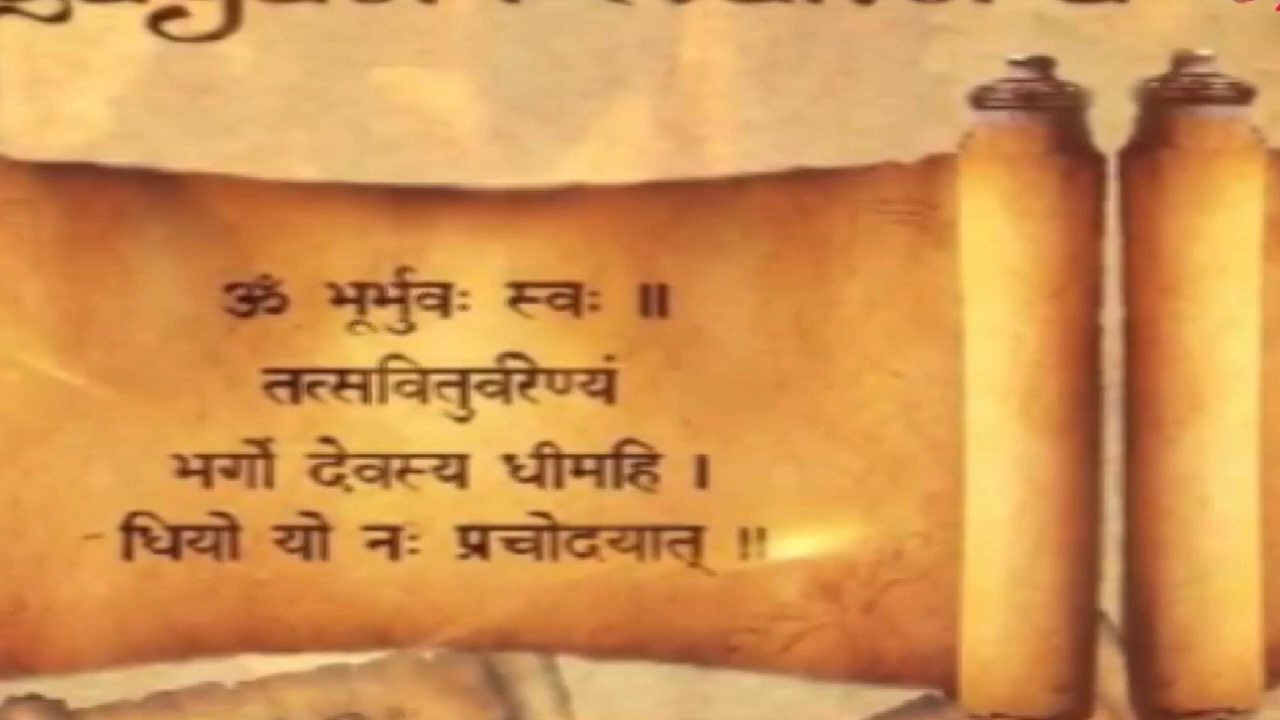 ॐ भूर्भुवः स्वः ॥
तत्सवितुर्वरेण्यं
भर्गो देवस्य धीमहि ।
धियो यो नः प्रचोदयात् !!